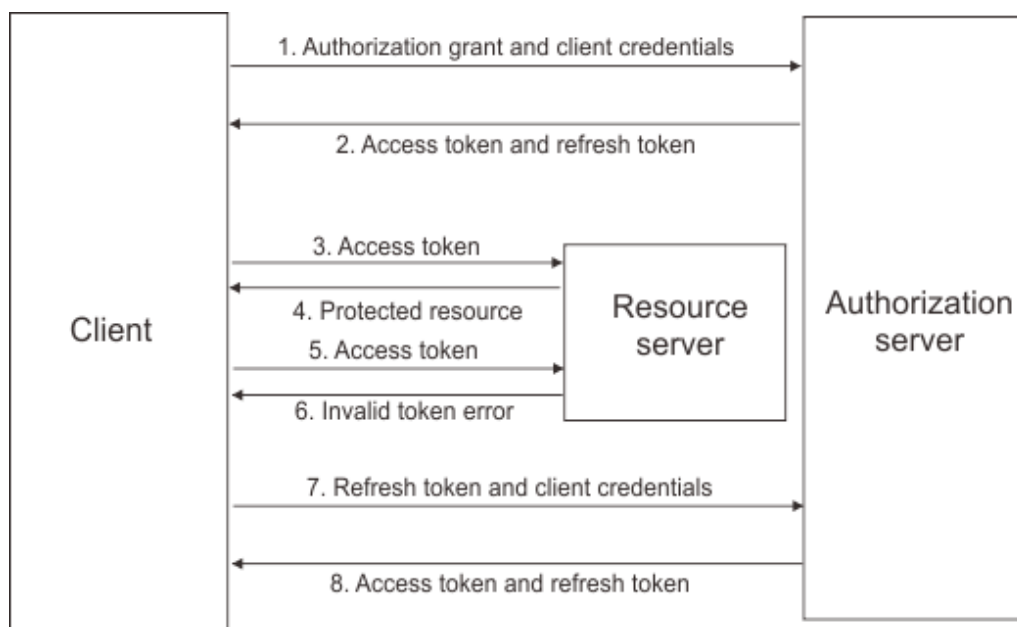 1. Authorization grant and client credentials
2. Access token and refresh token
3. Access token
4. Protected resource
5. Access token
6. Invalid token error
Client
Resource
server
Authorization
server
7. Refresh token and client credentials
8. Access token and refresh token